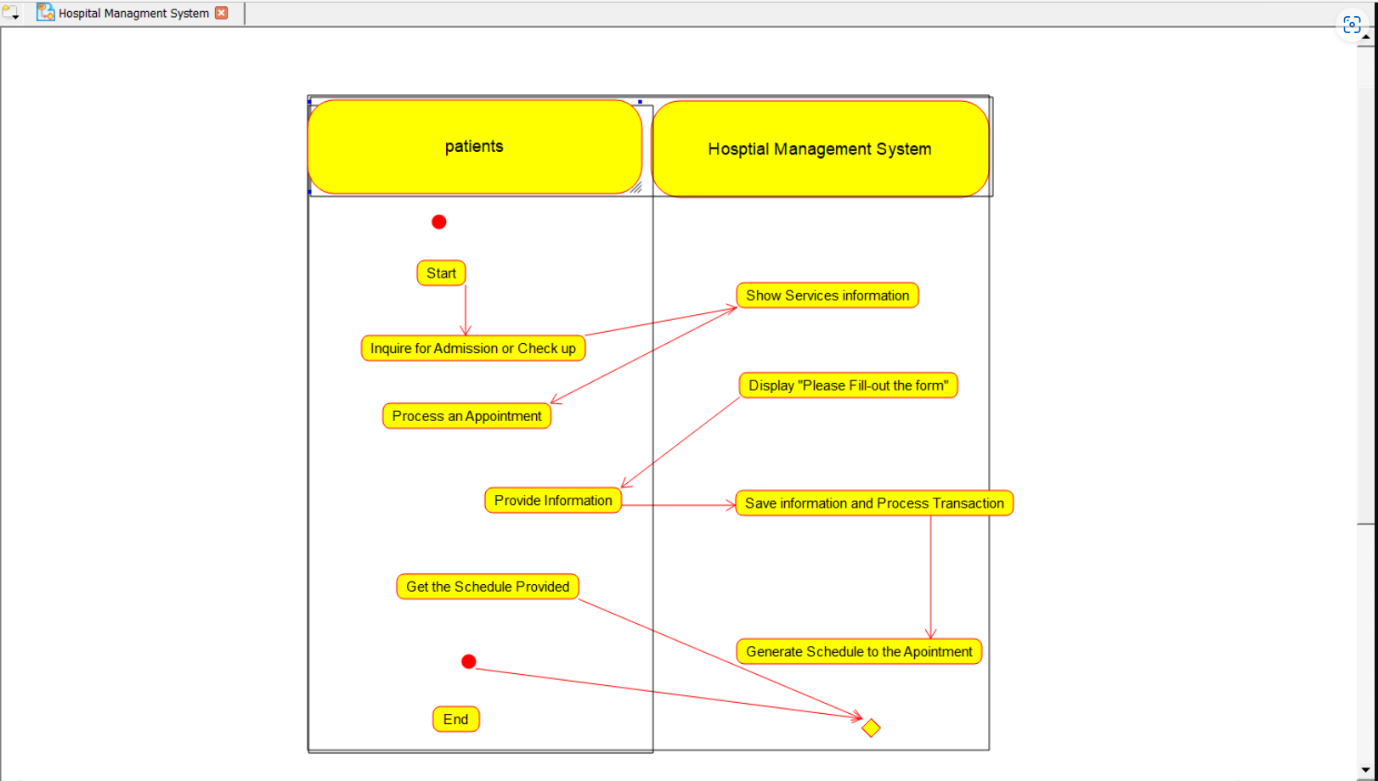 Hospital Managment System
patients
Hosptial Management System
Start
Show Services information
Inquire for Admission or Check up
Display "Please Fill-out the form"
Process an Appointment
Provide Information
Save information and Process Transaction
Get the Schedule Provided
Generate Schedule to the Apointment
End